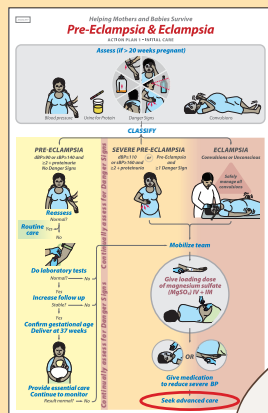 Helping Mothers and Babies Survive
Pre-Eclampsia & Eclampsia
ACTION PLAN 1 • INITIAL CARE
Assess (if > 20 weeks pregnant)
Blood pressure
Urine for Protein
Danger Signs
Convulsions
CLASSIFY
PRE-ECLAMPSIA
dBP≥90 or sBP≥140 and
≥2 + proteinuria
No Danger Signs
SEVERE PRE-ECLAMPSIA
dBP≥110
or sBP≥160 and
≥2 + proteinuria
or
Pre-Eclampsia
and
≥1 Danger Sign
ECLAMPSIA
Convulsions or Unconscious
Safely
manage all
convulsions
Continually assess for Danger Signs
Reassess
Normal?
Yes
Routine
care
No
Do laboratory tests
Normal?
No
Yes
Increase follow up
Stable?
No
Yes
Confirm gestational age
Deliver at 37 weeks
Provide essential care
Continue to monitor
Result normal?
No
Continually assess for Danger Signs
Mobilize team
Give loading dose
of magnesium sulfate
(MgSO₄) IV + IM
OR
Give medication
to reduce severe BP
Seek advanced care